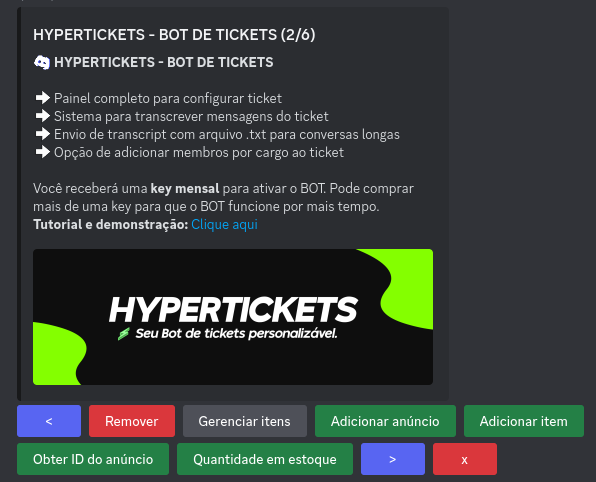 HYPERTICKETS - BOT DE TICKETS (2/6)
HYPERTICKETS - BOT DE TICKETS
Painel completo para configurar ticket
Sistema para transcrever mensagens do ticket
Envio de transcript com arquivo .txt para conversas longas
Opção de adicionar membros por cargo ao ticket
Você receberá uma key mensal para ativar o BOT. Pode comprar
mais de uma key para que o BOT funcione por mais tempo.
Tutorial e demonstração: Clique aqui
HYPERTICKETS
Seu Bot de tickets personalizável.
< Remover Gerenciar itens Adicionar anúncio Adicionar item
Obter ID do anúncio Quantidade em estoque > x